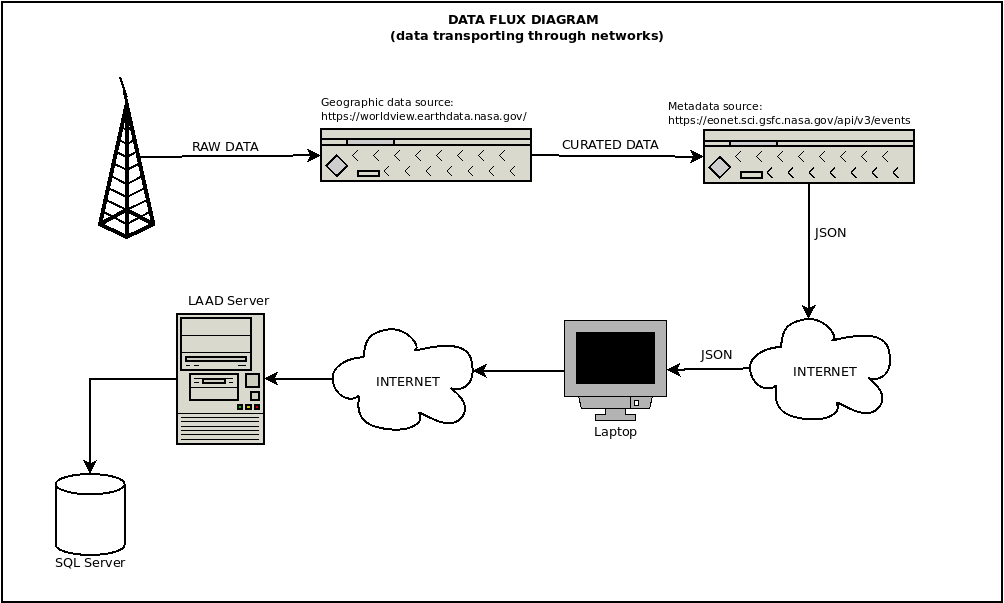 DATA FLUX DIAGRAM
(data transporting through networks)
Geographic data source:
https://worldview.earthdata.nasa.gov/
Metadata source:
https://eonet.sci.gsfc.nasa.gov/api/v3/events
RAW DATA
CURATED DATA
JSON
LAAD Server
INTERNET
JSON
INTERNET
Laptop
SQL Server